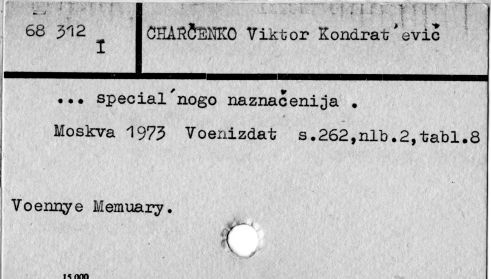 68 312
I
CHARČENKO Viktor Kondrat´evič
... special´nogo naznačenija .
Moskva 1973 Voenizdat s.262,nlb.2,tabl.8
Voennye Memuary.
15.000